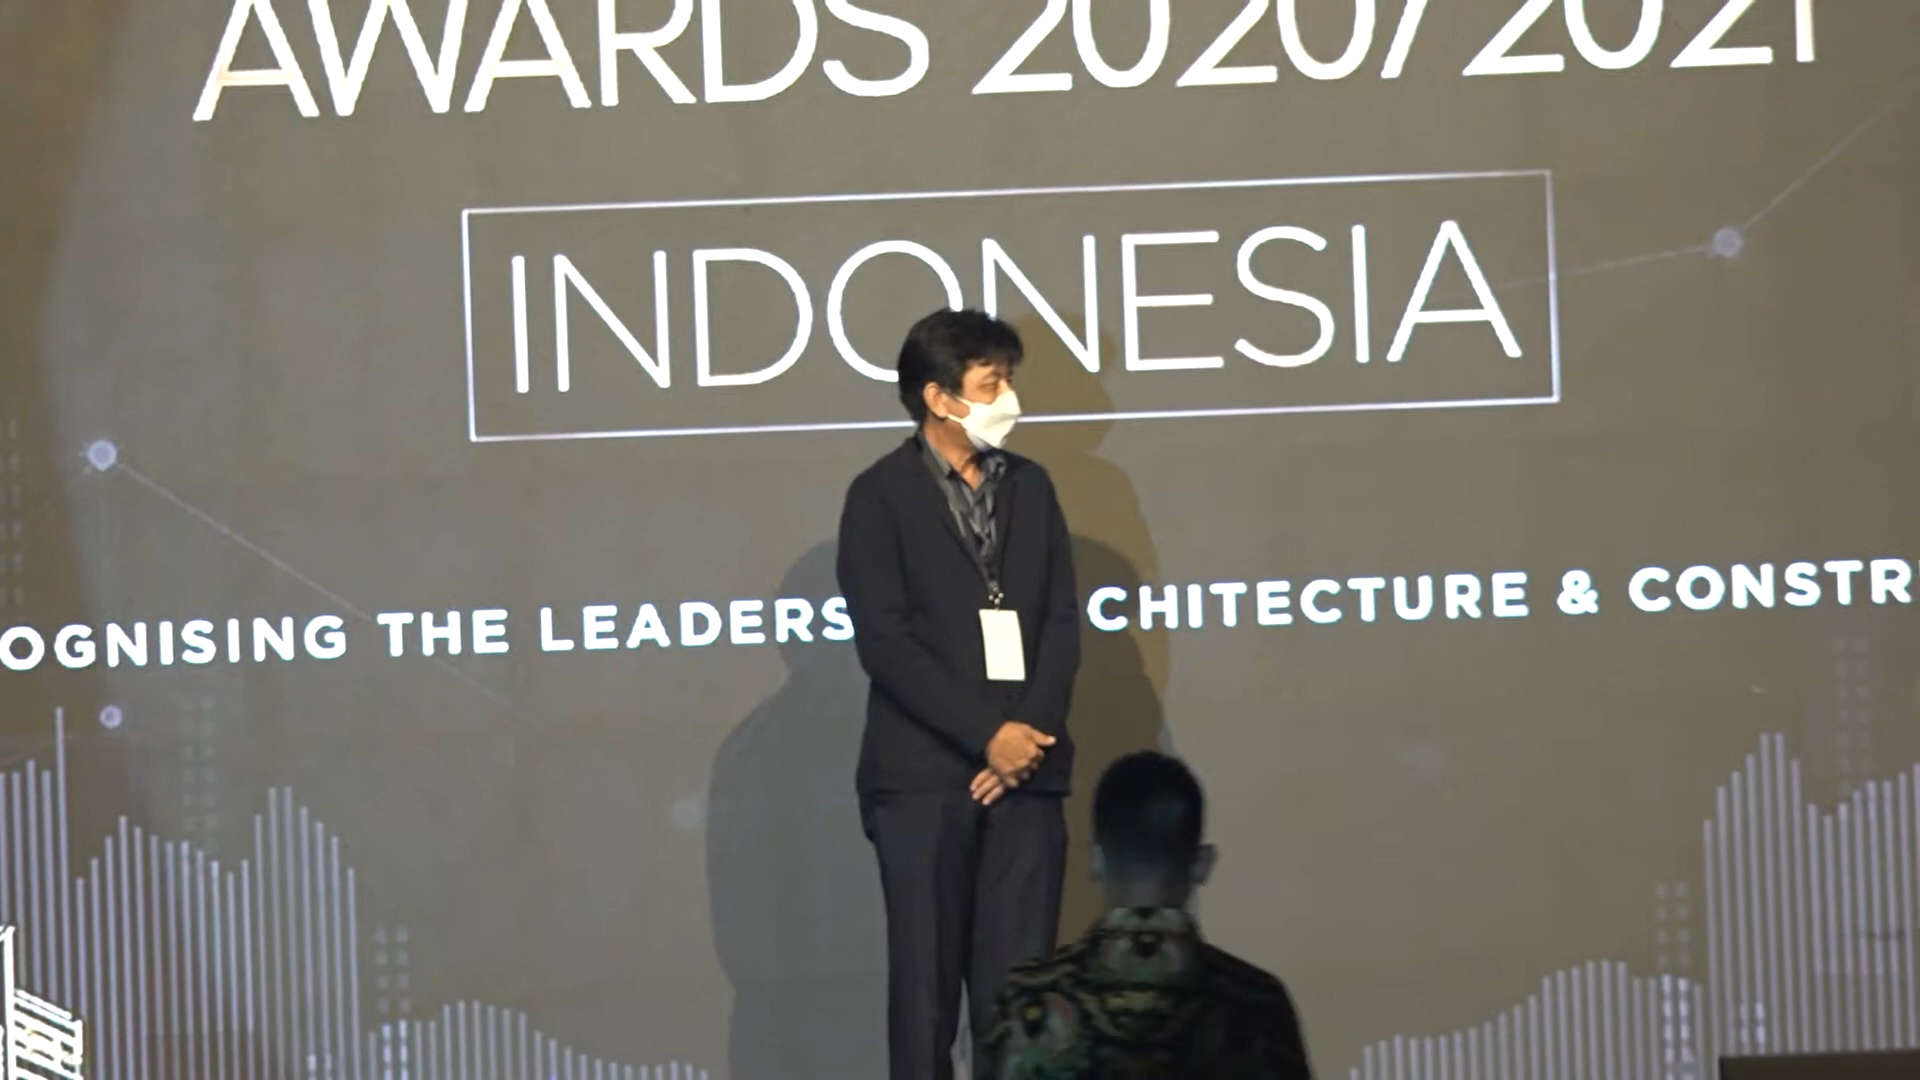 AWARDS 2020/2021
INDONESIA
OGNISING THE LEADERS CHITECTURE & CONSTR